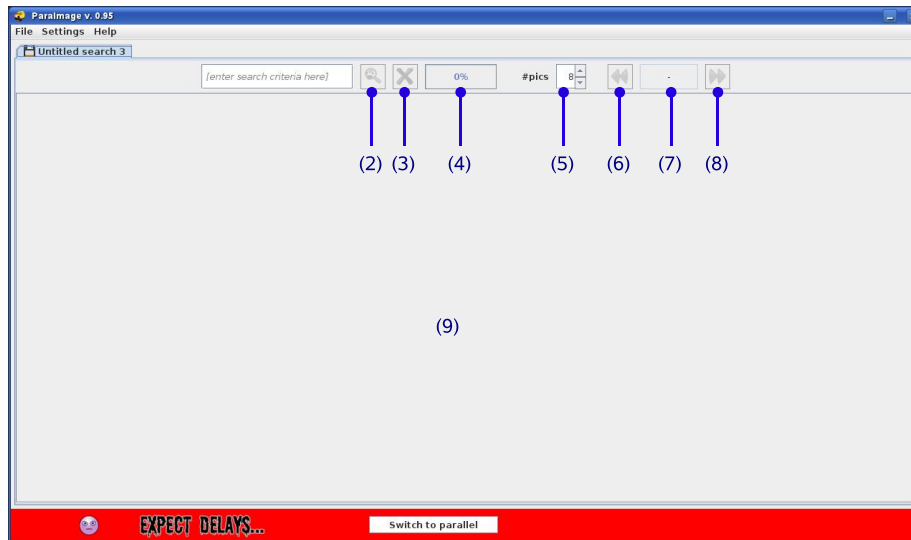 ParaImage v. 0.95
File Settings Help
Untitled search 3
[enter search criteria here] 0% #pics 8 -
(2) (3) (4) (5) (6) (7) (8)
(9)
EXPECT DELAYS... Switch to parallel